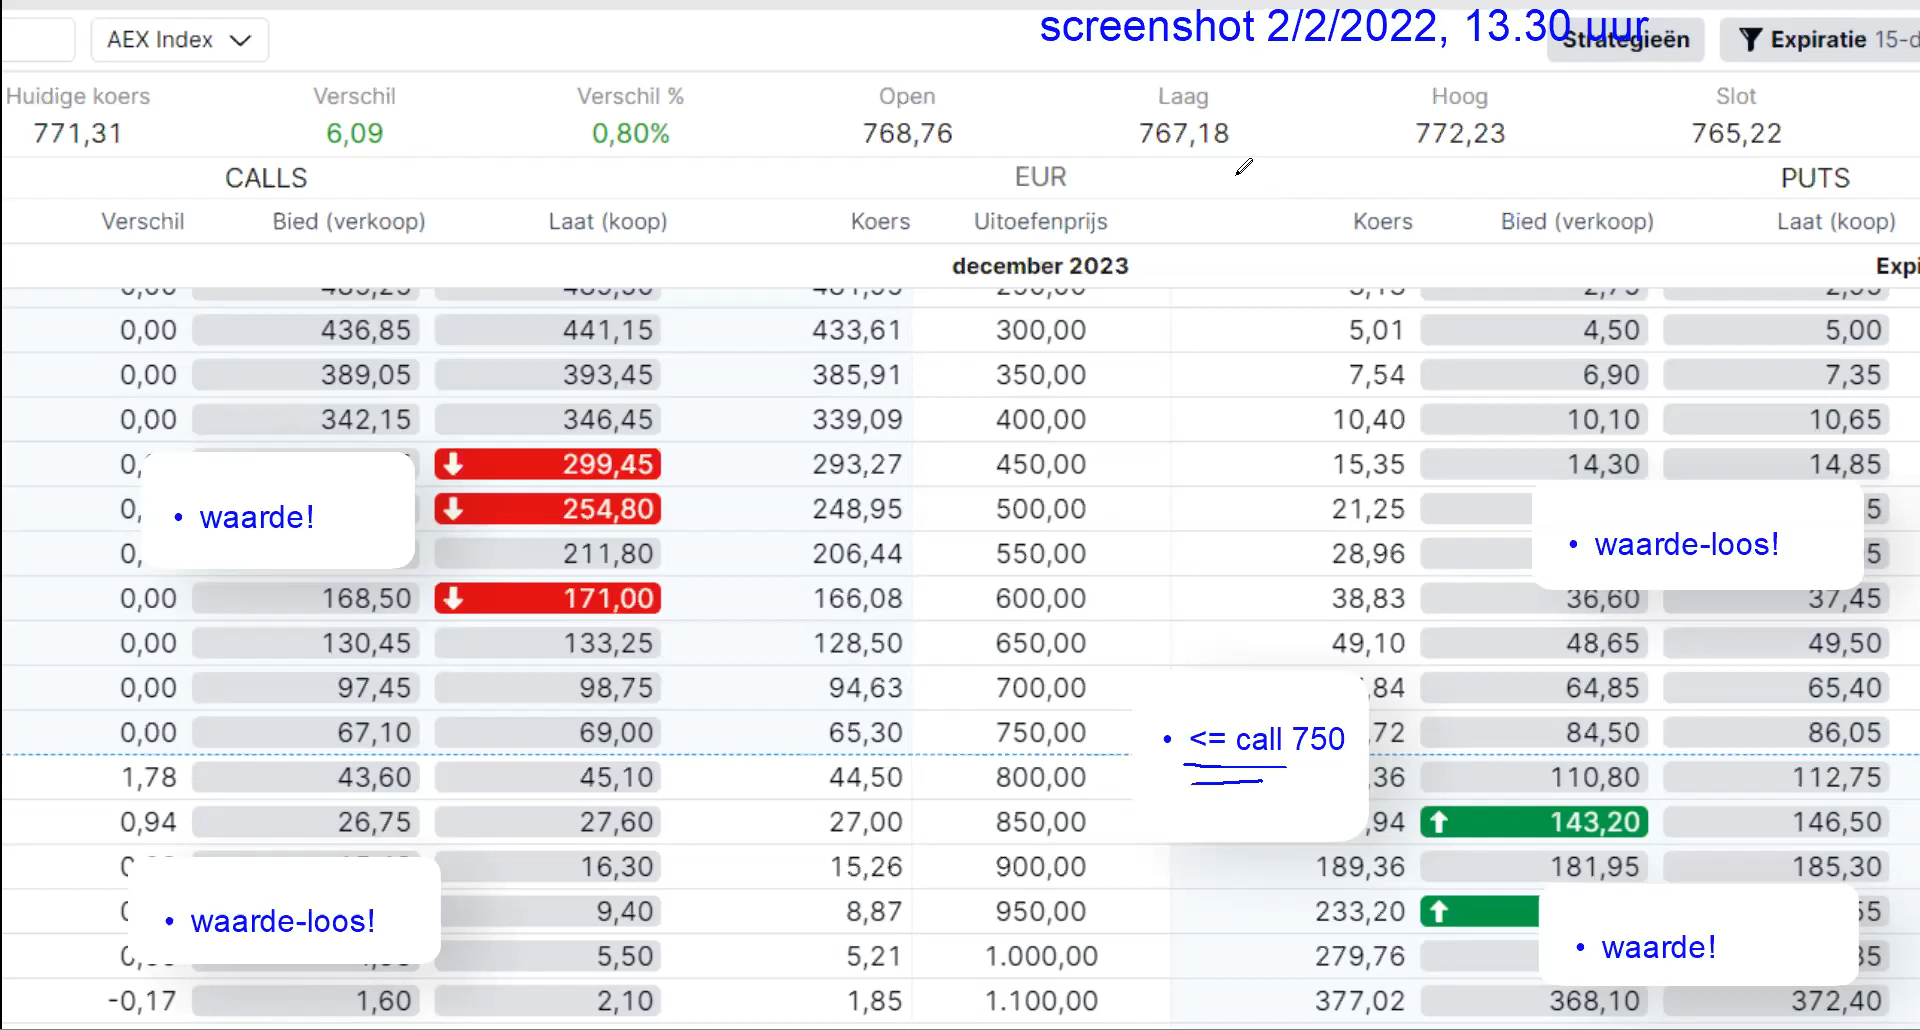 screenshot 2/2/2022, 13.30 uur
AEX Index Strategieën Expiratie 15-d
Huidige koers Verschil Verschil % Open Laag Hoog Slot
771,31 6,09 0,80% 768,76 767,18 772,23 765,22
CALLS EUR PUTS
Verschil Bied (verkoop) Laat (koop) Koers Uitoefenprijs Koers Bied (verkoop) Laat (koop)
december 2023 Expi
0,00 436,85 441,15 433,61 300,00 5,01 4,50 5,00
0,00 389,05 393,45 385,91 350,00 7,54 6,90 7,35
0,00 342,15 346,45 339,09 400,00 10,40 10,10 10,65
0, 299,45 293,27 450,00 15,35 14,30 14,85
• waarde!
0, 254,80 248,95 500,00 21,25 5
0, 211,80 206,44 550,00 28,96 5
• waarde-loos!
0,00 168,50 171,00 166,08 600,00 38,83 36,60 37,45
0,00 130,45 133,25 128,50 650,00 49,10 48,65 49,50
0,00 97,45 98,75 94,63 700,00 ,84 64,85 65,40
0,00 67,10 69,00 65,30 750,00 ,72 84,50 86,05
• <= call 750
1,78 43,60 45,10 44,50 800,00 ,36 110,80 112,75
0,94 26,75 27,60 27,00 850,00 ,94 143,20 146,50
16,30 15,26 900,00 189,36 181,95 185,30
• waarde-loos!
9,40 8,87 950,00 233,20 55
• waarde!
5,50 5,21 1.000,00 279,76 35
-0,17 1,60 2,10 1,85 1.100,00 377,02 368,10 372,40